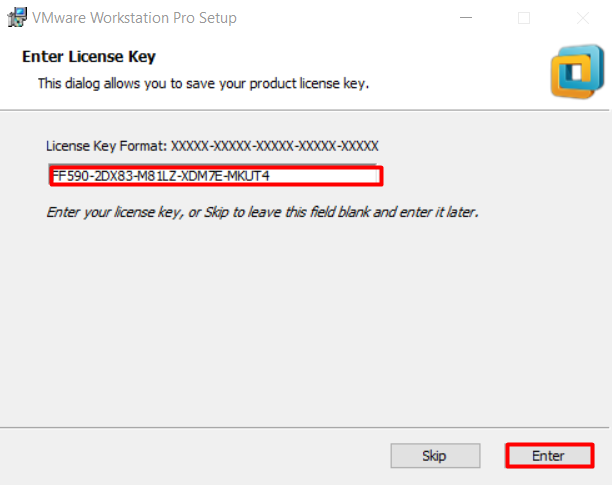 VMware Workstation Pro Setup
Enter License Key
This dialog allows you to save your product license key.
License Key Format: XXXXX-XXXXX-XXXXX-XXXXX-XXXXX
FF590-2DX83-M81LZ-XDM7E-MKUT4
Enter your license key, or Skip to leave this field blank and enter it later.
Skip
Enter